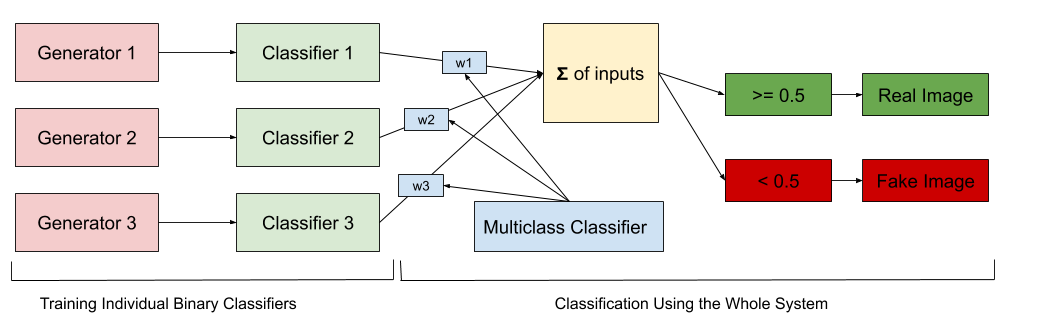 Generator 1
Classifier 1
w1
Σ of inputs
>= 0.5
Real Image
Generator 2
Classifier 2
w2
< 0.5
Fake Image
Generator 3
Classifier 3
w3
Multiclass Classifier
Training Individual Binary Classifiers
Classification Using the Whole System